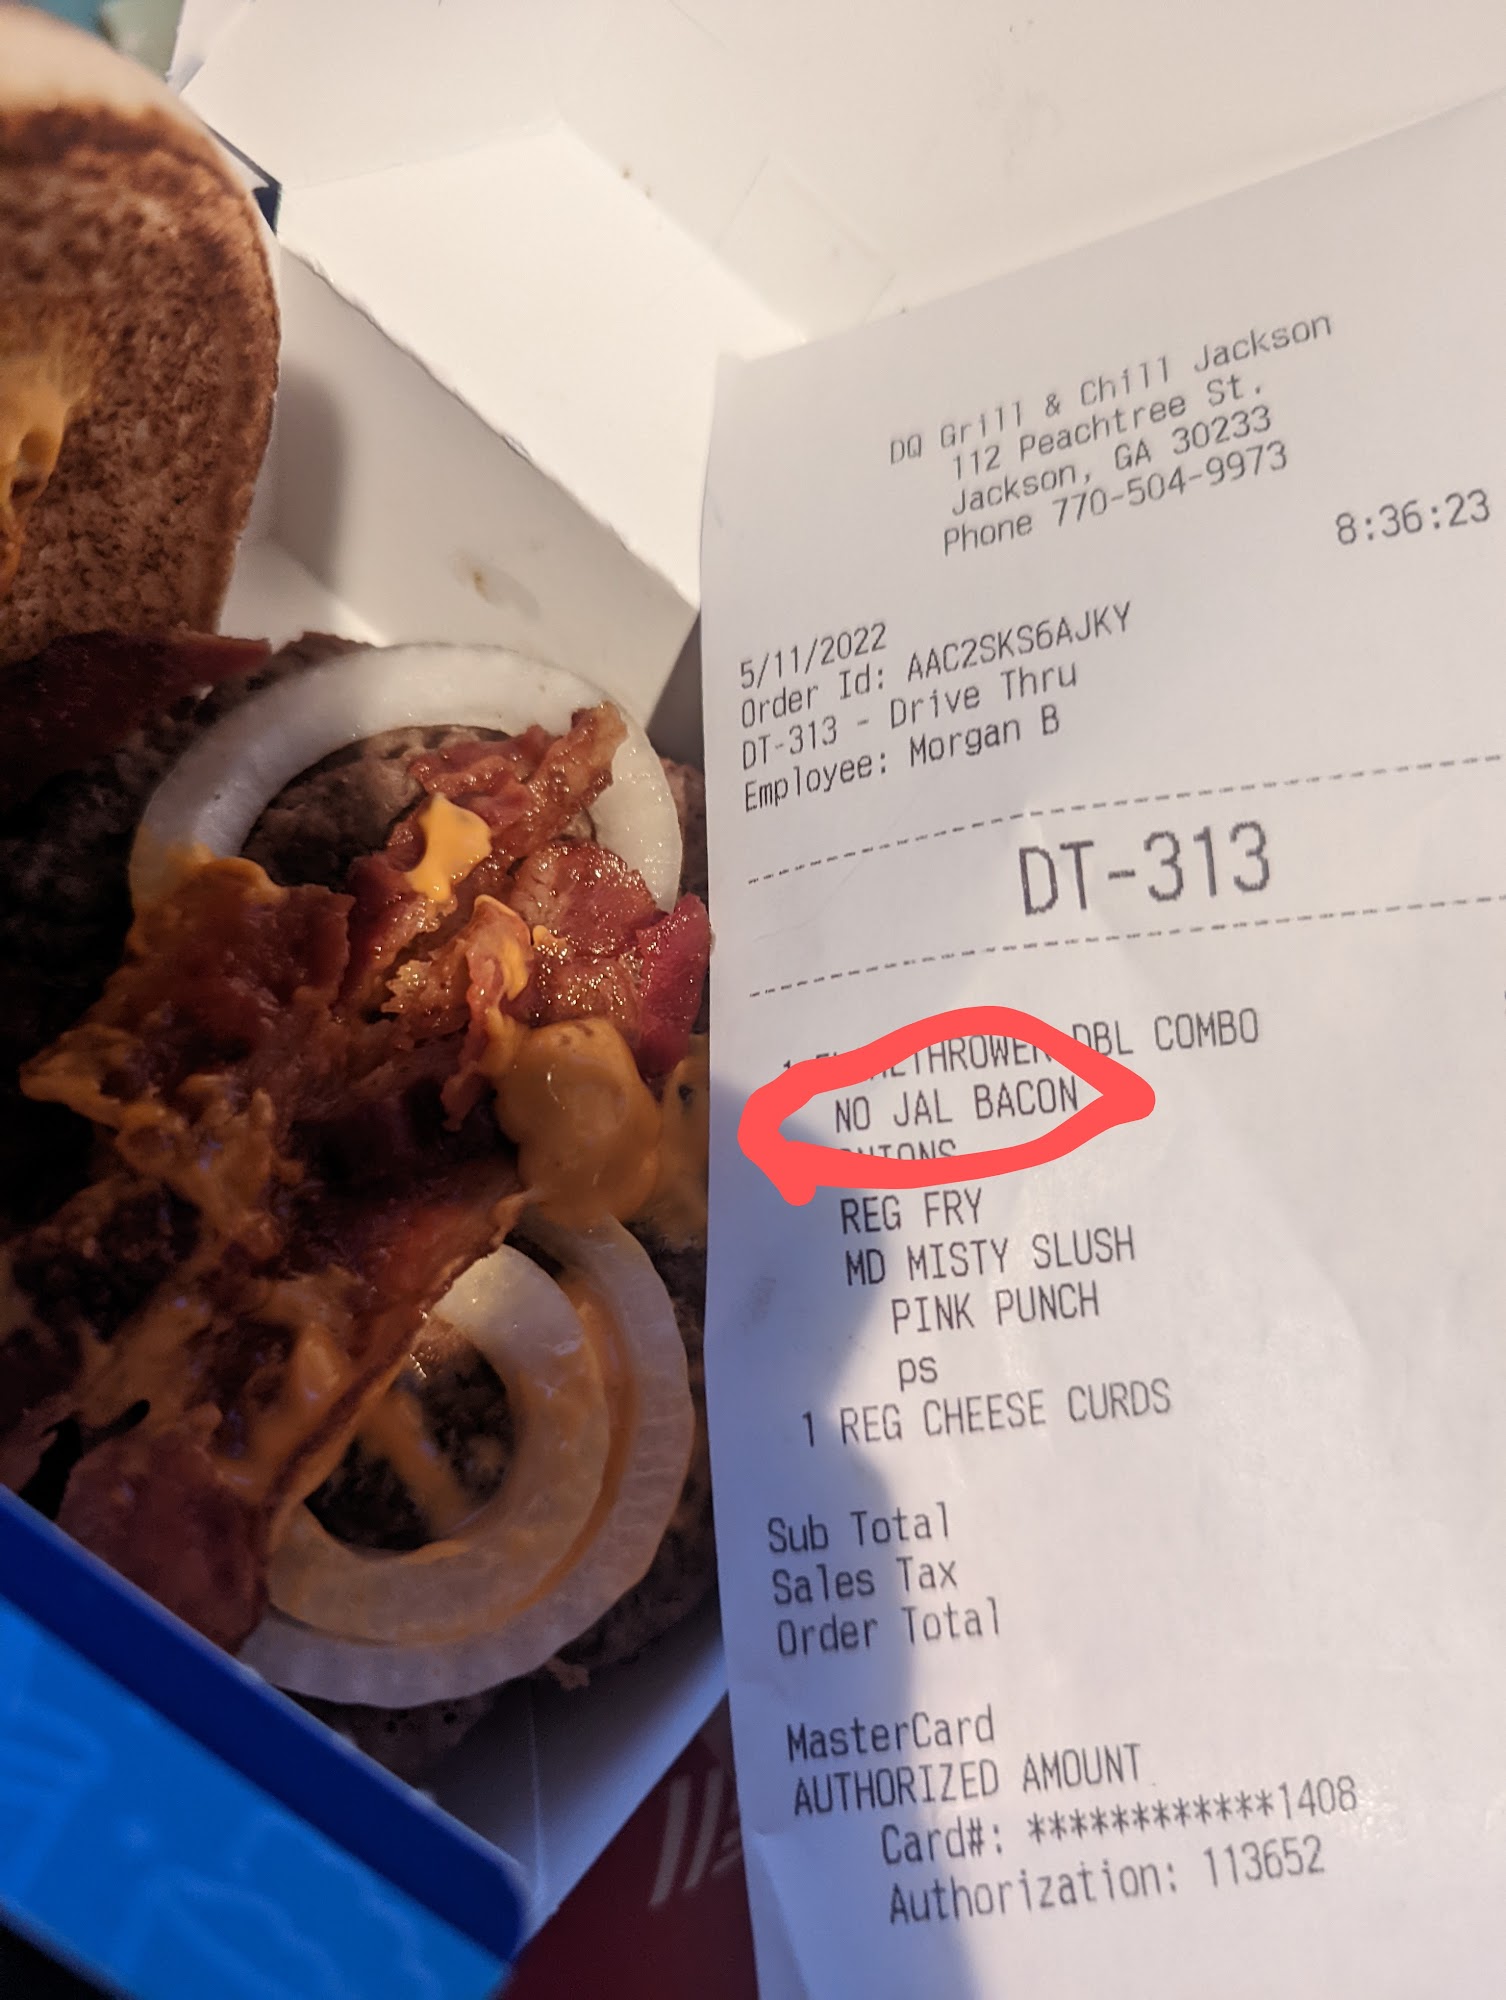 DQ Grill & Chill Jackson
112 Peachtree St.
Jackson, GA 30233
Phone 770-504-9973
8:36:23
5/11/2022
Order Id: AAC2SKS6AJKY
DT-313 - Drive Thru
Employee: Morgan B
DT-313
DBL COMBO
NO JAL BACON
REG FRY
MD MISTY SLUSH
PINK PUNCH
ps
1 REG CHEESE CURDS
Sub Total
Sales Tax
Order Total
MasterCard
AUTHORIZED AMOUNT
Card#: ************1408
Authorization: 113652